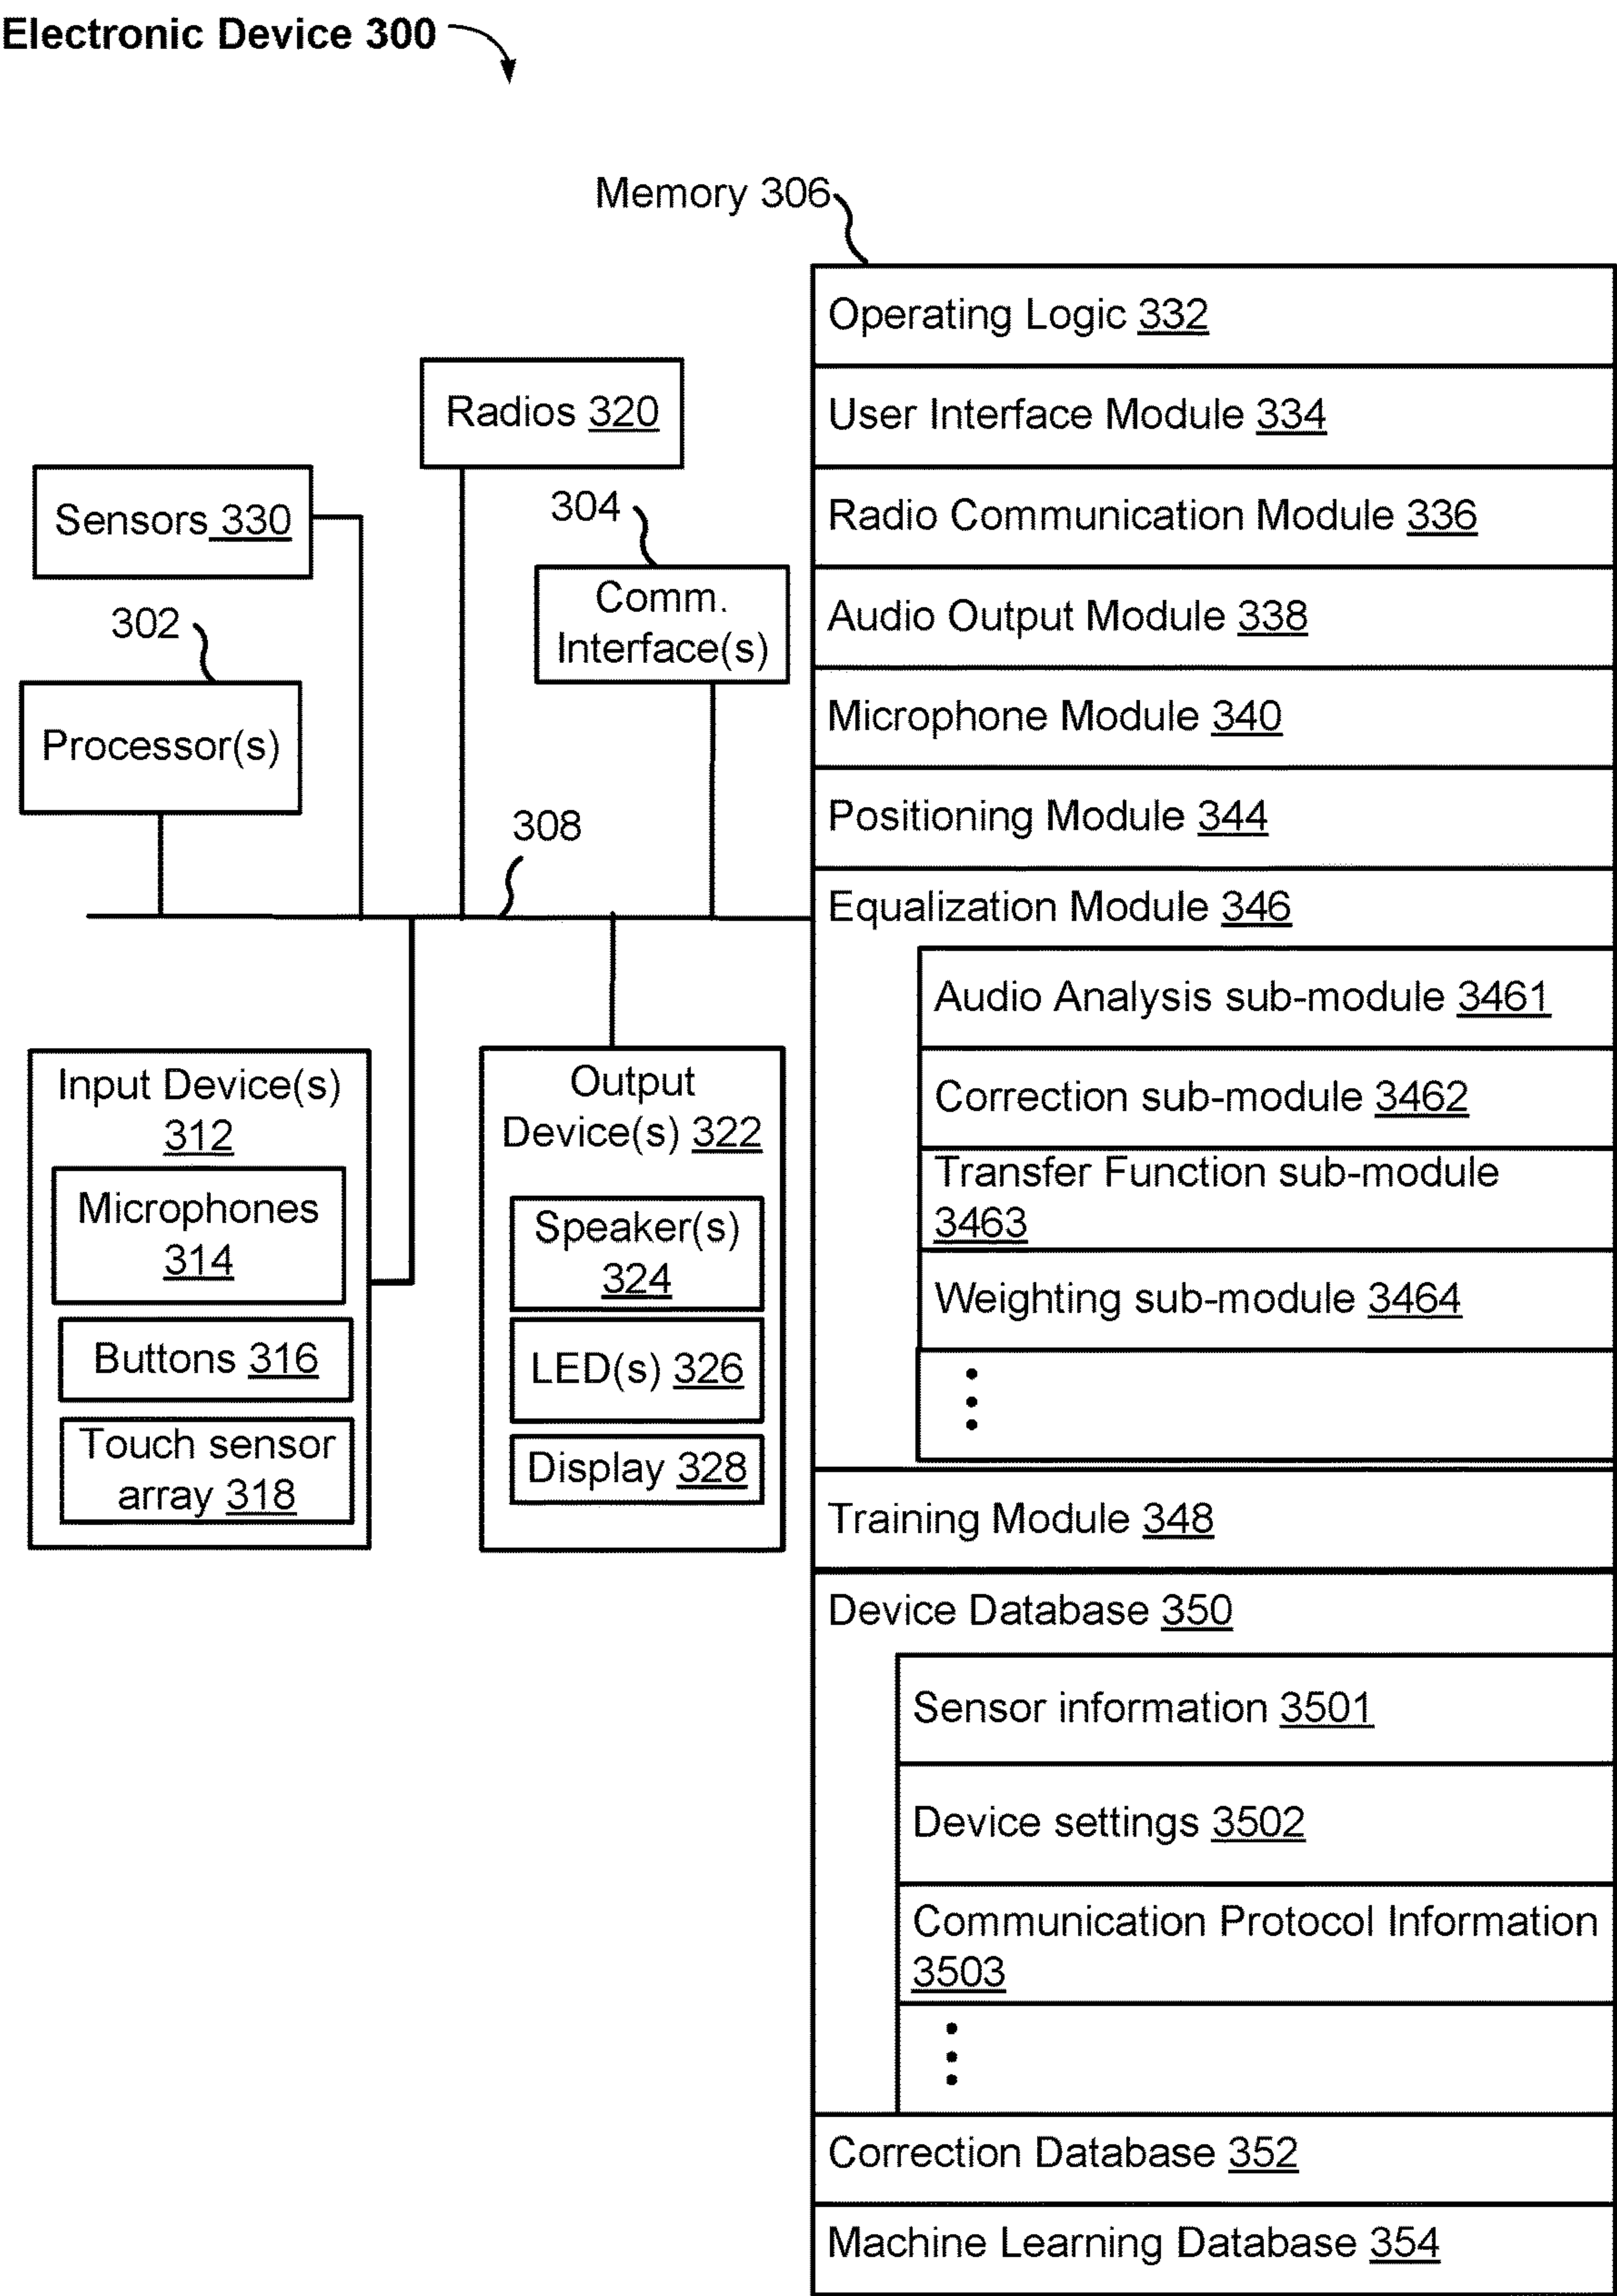 Electronic Device 300
Memory 306
Radios 320
Sensors 330
304
Comm.
Interface(s)
302
Processor(s)
308
Input Device(s)
312
Microphones
314
Buttons 316
Touch sensor
array 318
Output
Device(s) 322
Speaker(s)
324
LED(s) 326
Display 328
Operating Logic 332
User Interface Module 334
Radio Communication Module 336
Audio Output Module 338
Microphone Module 340
Positioning Module 344
Equalization Module 346
Audio Analysis sub-module 3461
Correction sub-module 3462
Transfer Function sub-module
3463
Weighting sub-module 3464
Training Module 348
Device Database 350
Sensor information 3501
Device settings 3502
Communication Protocol Information
3503
Correction Database 352
Machine Learning Database 354